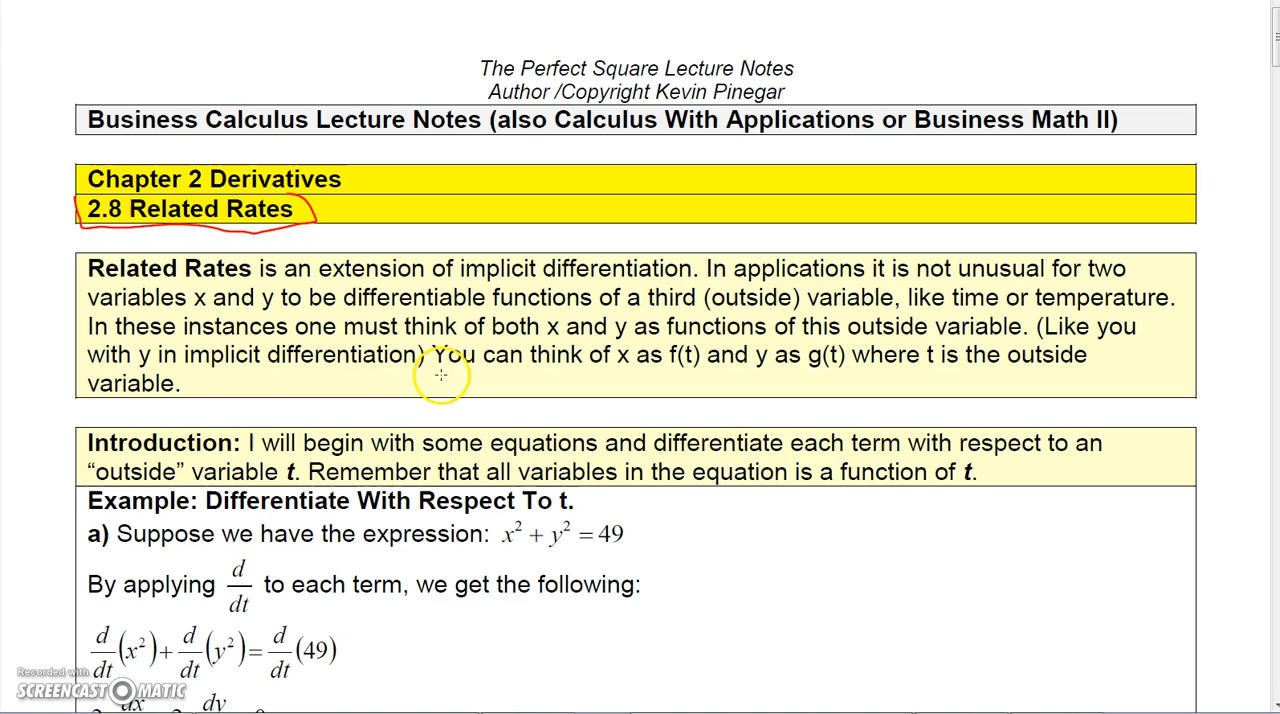 The Perfect Square Lecture Notes
Author /Copyright Kevin Pinegar
Business Calculus Lecture Notes (also Calculus With Applications or Business Math II)
Chapter 2 Derivatives
2.8 Related Rates
Related Rates is an extension of implicit differentiation. In applications it is not unusual for two
variables x and y to be differentiable functions of a third (outside) variable, like time or temperature.
In these instances one must think of both x and y as functions of this outside variable. (Like you
with y in implicit differentiation) You can think of x as f(t) and y as g(t) where t is the outside
variable.
Introduction: I will begin with some equations and differentiate each term with respect to an
“outside” variable t. Remember that all variables in the equation is a function of t.
Example: Differentiate With Respect To t.
a) Suppose we have the expression: x² + y² = 49
By applying d/dt to each term, we get the following:
d/dt (x²) + d/dt (y²) = d/dt (49)
dx dy
Recorded with
SCREENCAST MATIC